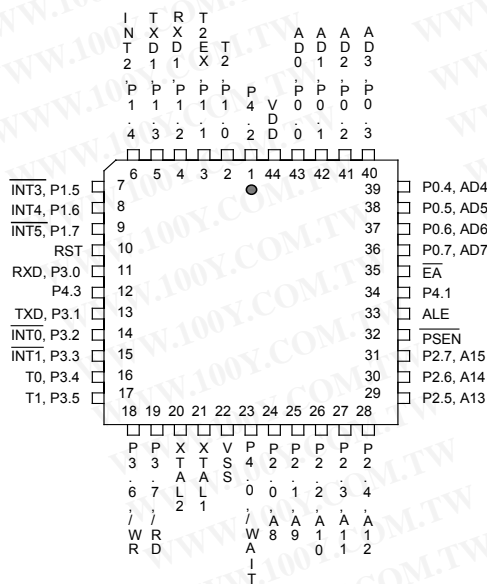 INT2,P1.4
TXD1,P1.3
RXD1,P1.2
T2EX,P1.1
T2,P1.0
P4.2
VDD
AD0,P0.0
AD1,P0.1
AD2,P0.2
AD3,P0.3
6 5 4 3 2 1 44 43 42 41 40
INT3, P1.5 7
INT4, P1.6 8
INT5, P1.7 9
RST 10
RXD, P3.0 11
P4.3 12
TXD, P3.1 13
INT0, P3.2 14
INT1, P3.3 15
T0, P3.4 16
T1, P3.5 17
39 P0.4, AD4
38 P0.5, AD5
37 P0.6, AD6
36 P0.7, AD7
35 EA
34 P4.1
33 ALE
32 PSEN
31 P2.7, A15
30 P2.6, A14
29 P2.5, A13
18 19 20 21 22 23 24 25 26 27 28
P3.6,/WR
P3.7,/RD
XTAL2
XTAL1
VSS
P4.0,/WAIT
P2.0,A8
P2.1,A9
P2.2,A10
P2.3,A11
P2.4,A12
WWW.100Y.COM.TW